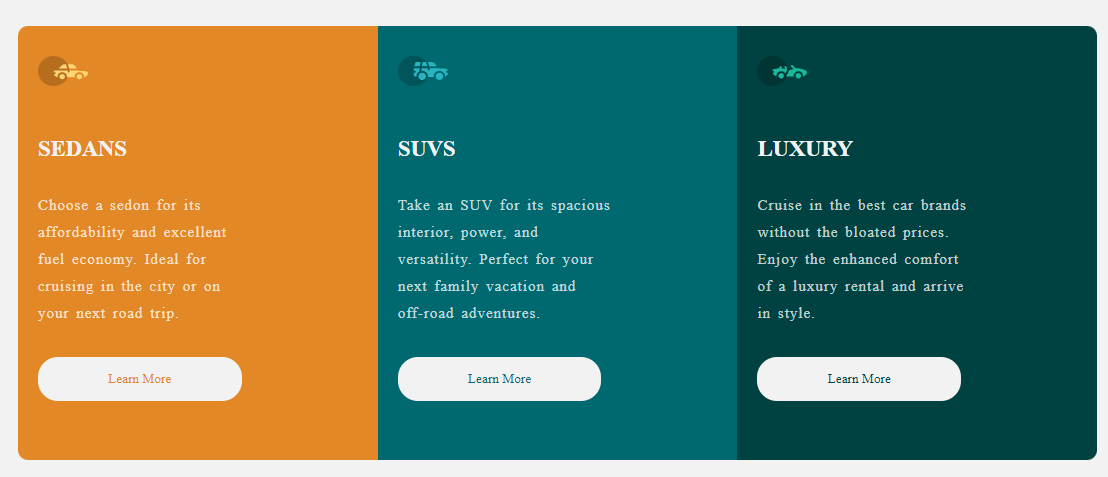 SEDANS
Choose a sedon for its
affordability and excellent
fuel economy. Ideal for
cruising in the city or on
your next road trip.
Learn More
SUVS
Take an SUV for its spacious
interior, power, and
versatility. Perfect for your
next family vacation and
off-road adventures.
Learn More
LUXURY
Cruise in the best car brands
without the bloated prices.
Enjoy the enhanced comfort
of a luxury rental and arrive
in style.
Learn More